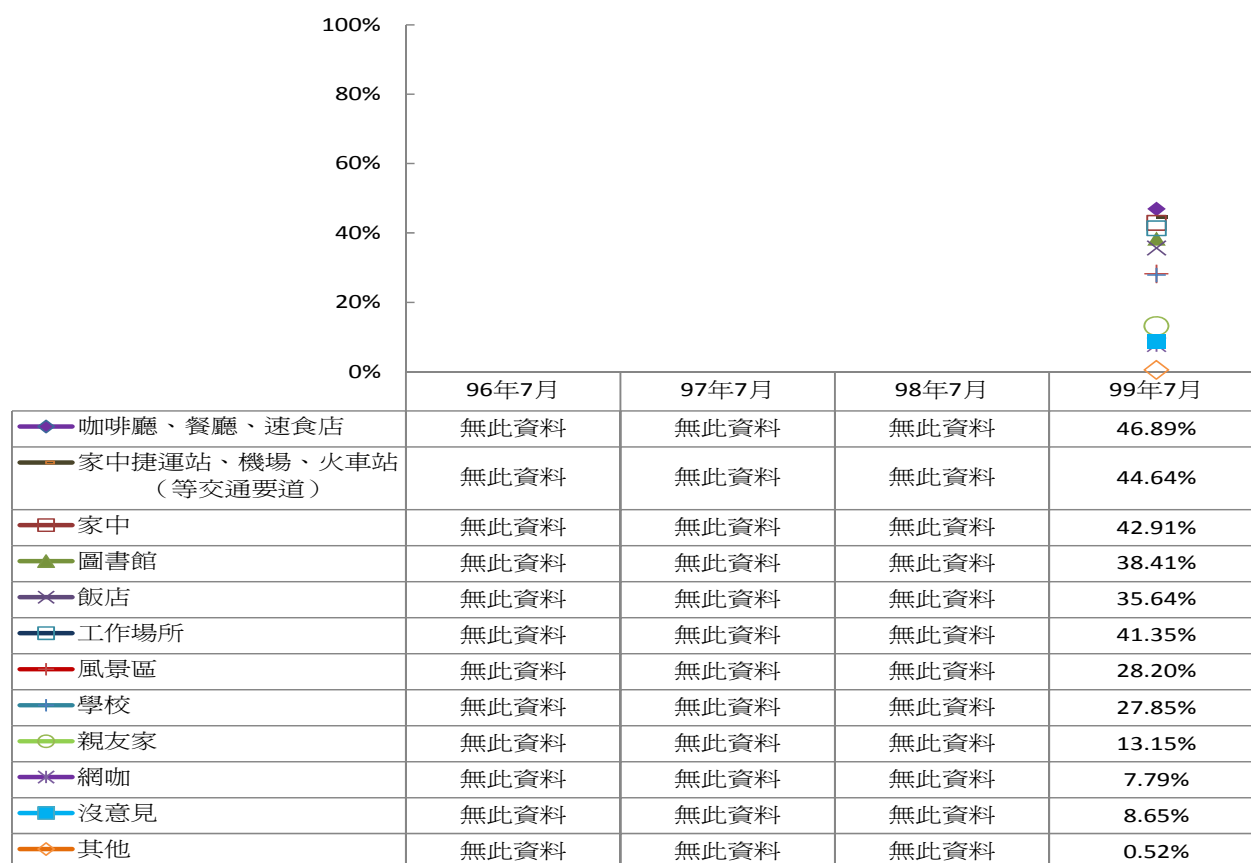 100%
80%
60%
40%
20%
0%
96年7月 97年7月 98年7月 99年7月
咖啡廳、餐廳、速食店 無此資料 無此資料 無此資料 46.89%
家中捷運站、機場、火車站
（等交通要道） 無此資料 無此資料 無此資料 44.64%
家中 無此資料 無此資料 無此資料 42.91%
圖書館 無此資料 無此資料 無此資料 38.41%
飯店 無此資料 無此資料 無此資料 35.64%
工作場所 無此資料 無此資料 無此資料 41.35%
風景區 無此資料 無此資料 無此資料 28.20%
學校 無此資料 無此資料 無此資料 27.85%
親友家 無此資料 無此資料 無此資料 13.15%
網咖 無此資料 無此資料 無此資料 7.79%
沒意見 無此資料 無此資料 無此資料 8.65%
其他 無此資料 無此資料 無此資料 0.52%